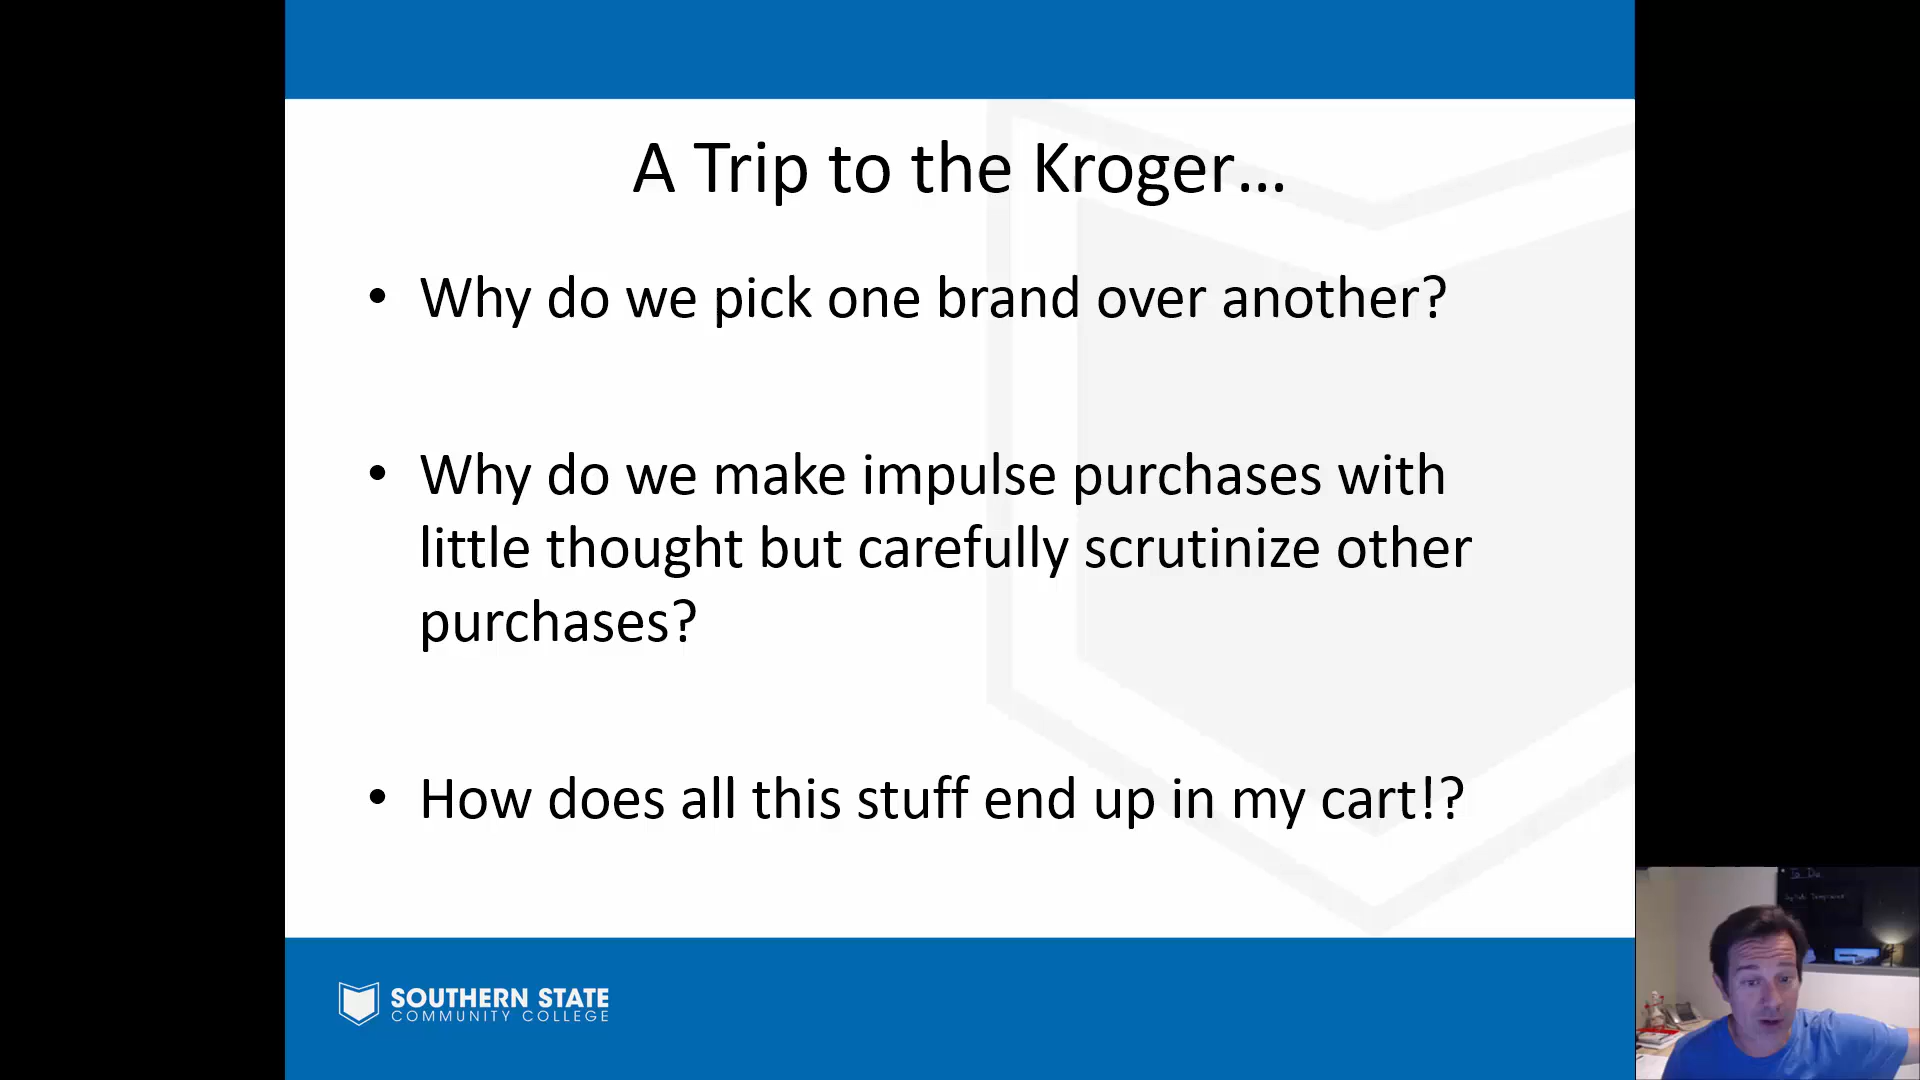 A Trip to the Kroger...
• Why do we pick one brand over another?
• Why do we make impulse purchases with
little thought but carefully scrutinize other
purchases?
• How does all this stuff end up in my cart!?
SOUTHERN STATE
COMMUNITY COLLEGE
To Do